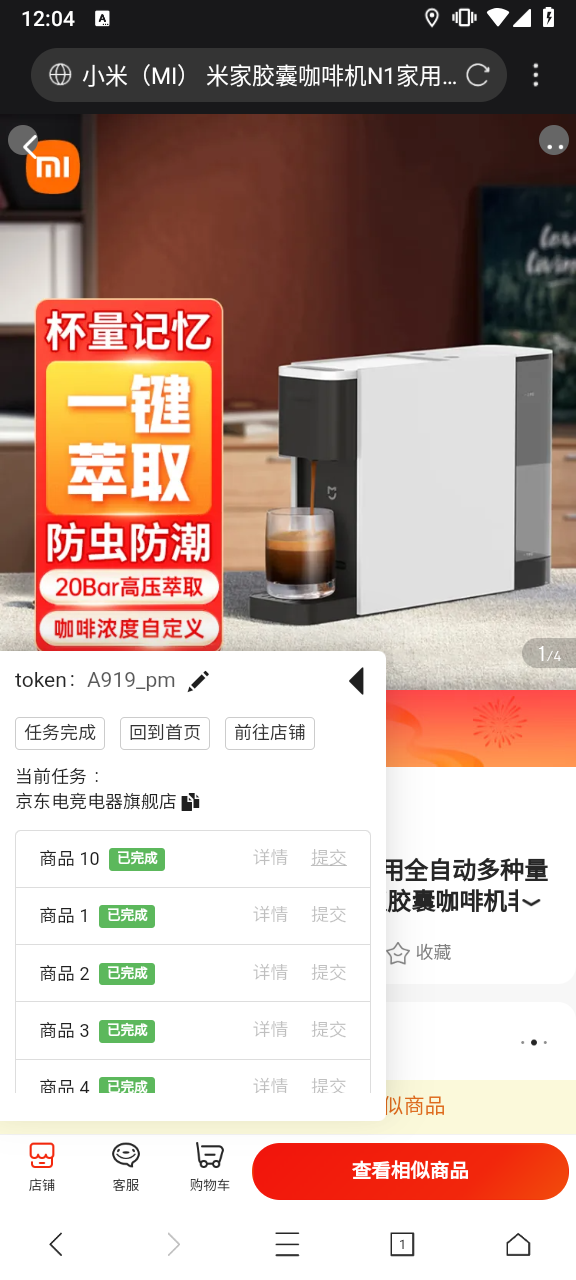 12:04
A
小米（MI） 米家胶囊咖啡机N1家用...
mi
杯量记忆
一键
萃取
防虫防潮
20Bar高压萃取
咖啡浓度自定义
1/4
token： A919_pm
任务完成 回到首页 前往店铺
当前任务 ：
京东电竞电器旗舰店
商品 10 已完成 详情 提交
商品 1 已完成 详情 提交
商品 2 已完成 详情 提交
商品 3 已完成 详情 提交
商品 4 已完成 详情 提交
用全自动多种量
胶囊咖啡机
收藏
似商品
店铺 客服 购物车 查看相似商品
1